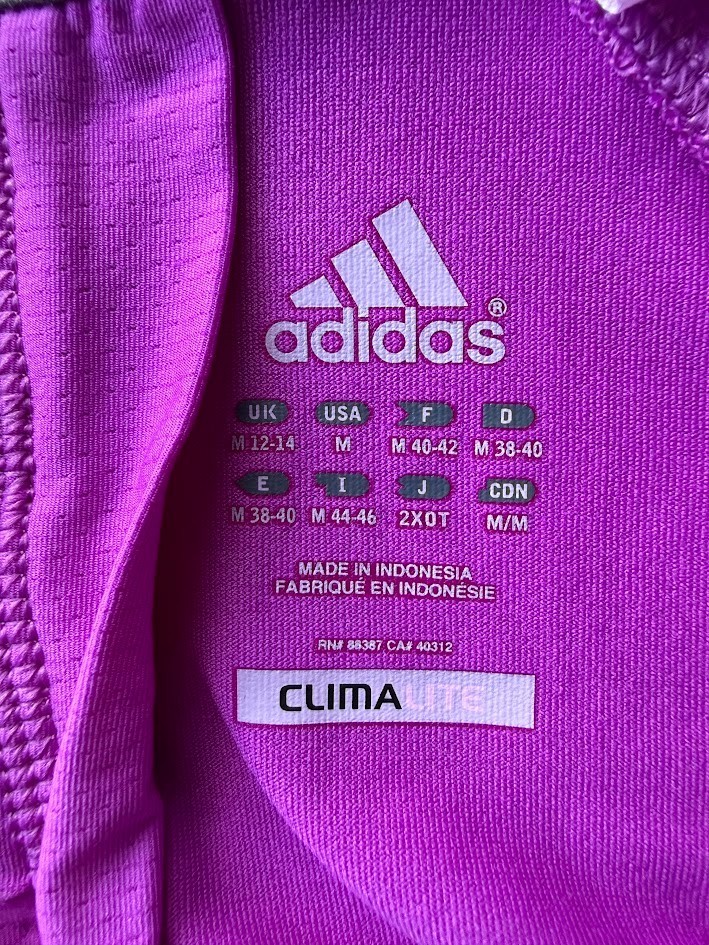 adidas®
UK USA F D
M 12-14 M M 40-42 M 38-40
E I J CDN
M 38-40 M 44-46 2XOT M/M
MADE IN INDONESIA
FABRIQUÉ EN INDONÉSIE
RN# 88387 CA# 40312
CLIMALITE